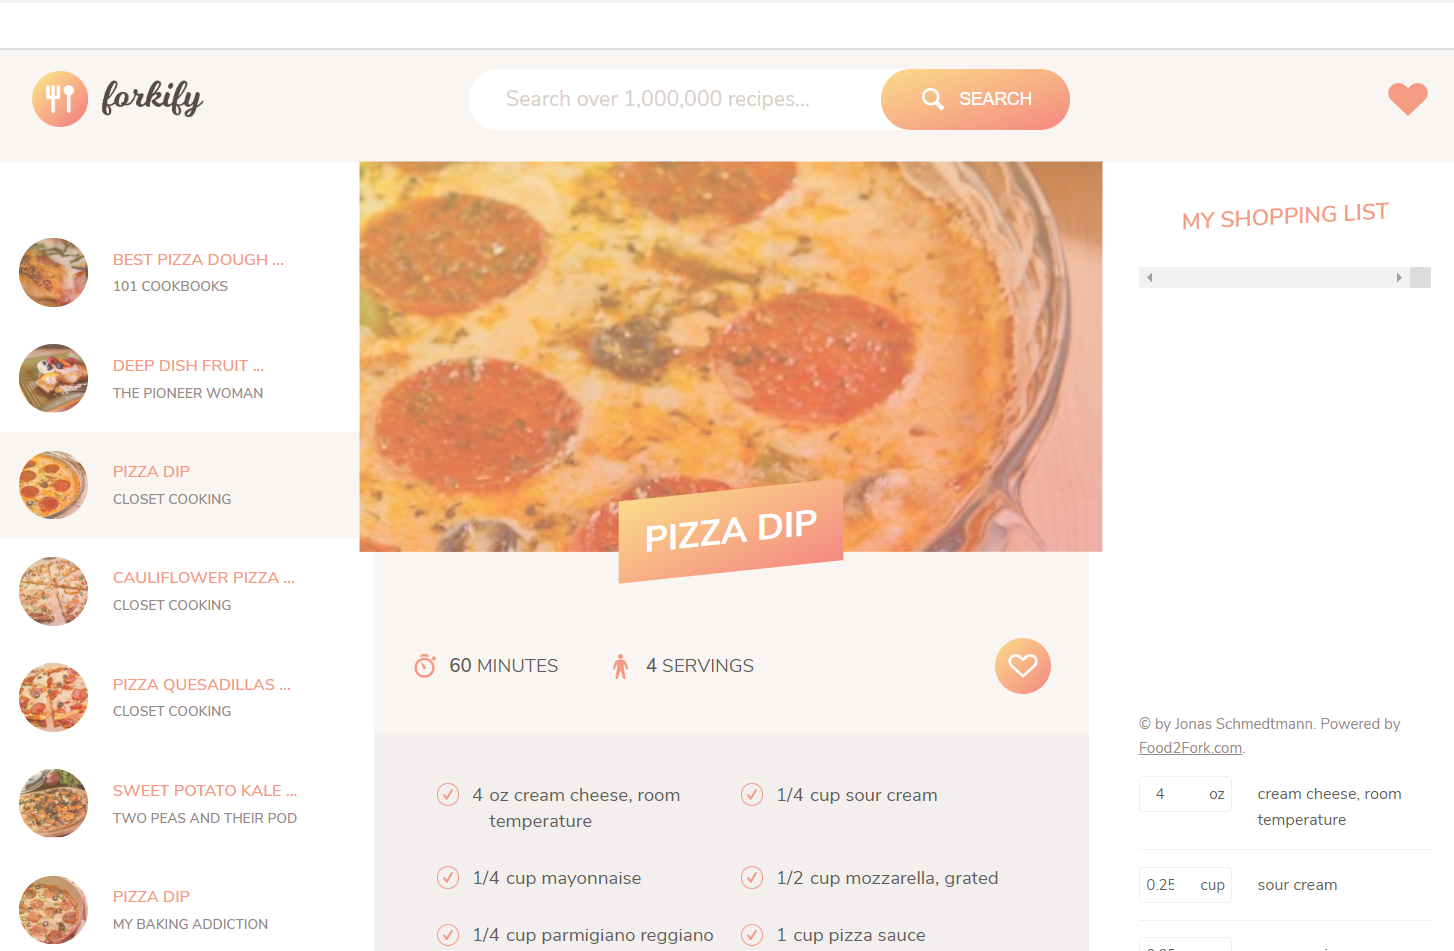 forkify
Search over 1,000,000 recipes...
SEARCH
BEST PIZZA DOUGH ...
101 COOKBOOKS
DEEP DISH FRUIT ...
THE PIONEER WOMAN
PIZZA DIP
CLOSET COOKING
CAULIFLOWER PIZZA ...
CLOSET COOKING
PIZZA QUESADILLAS ...
CLOSET COOKING
SWEET POTATO KALE ...
TWO PEAS AND THEIR POD
PIZZA DIP
MY BAKING ADDICTION
PIZZA DIP
60 MINUTES
4 SERVINGS
4 oz cream cheese, room
temperature
1/4 cup sour cream
1/4 cup mayonnaise
1/2 cup mozzarella, grated
1/4 cup parmigiano reggiano
1 cup pizza sauce
MY SHOPPING LIST
© by Jonas Schmedtmann. Powered by
Food2Fork.com.
4 oz cream cheese, room
temperature
0.25 cup sour cream